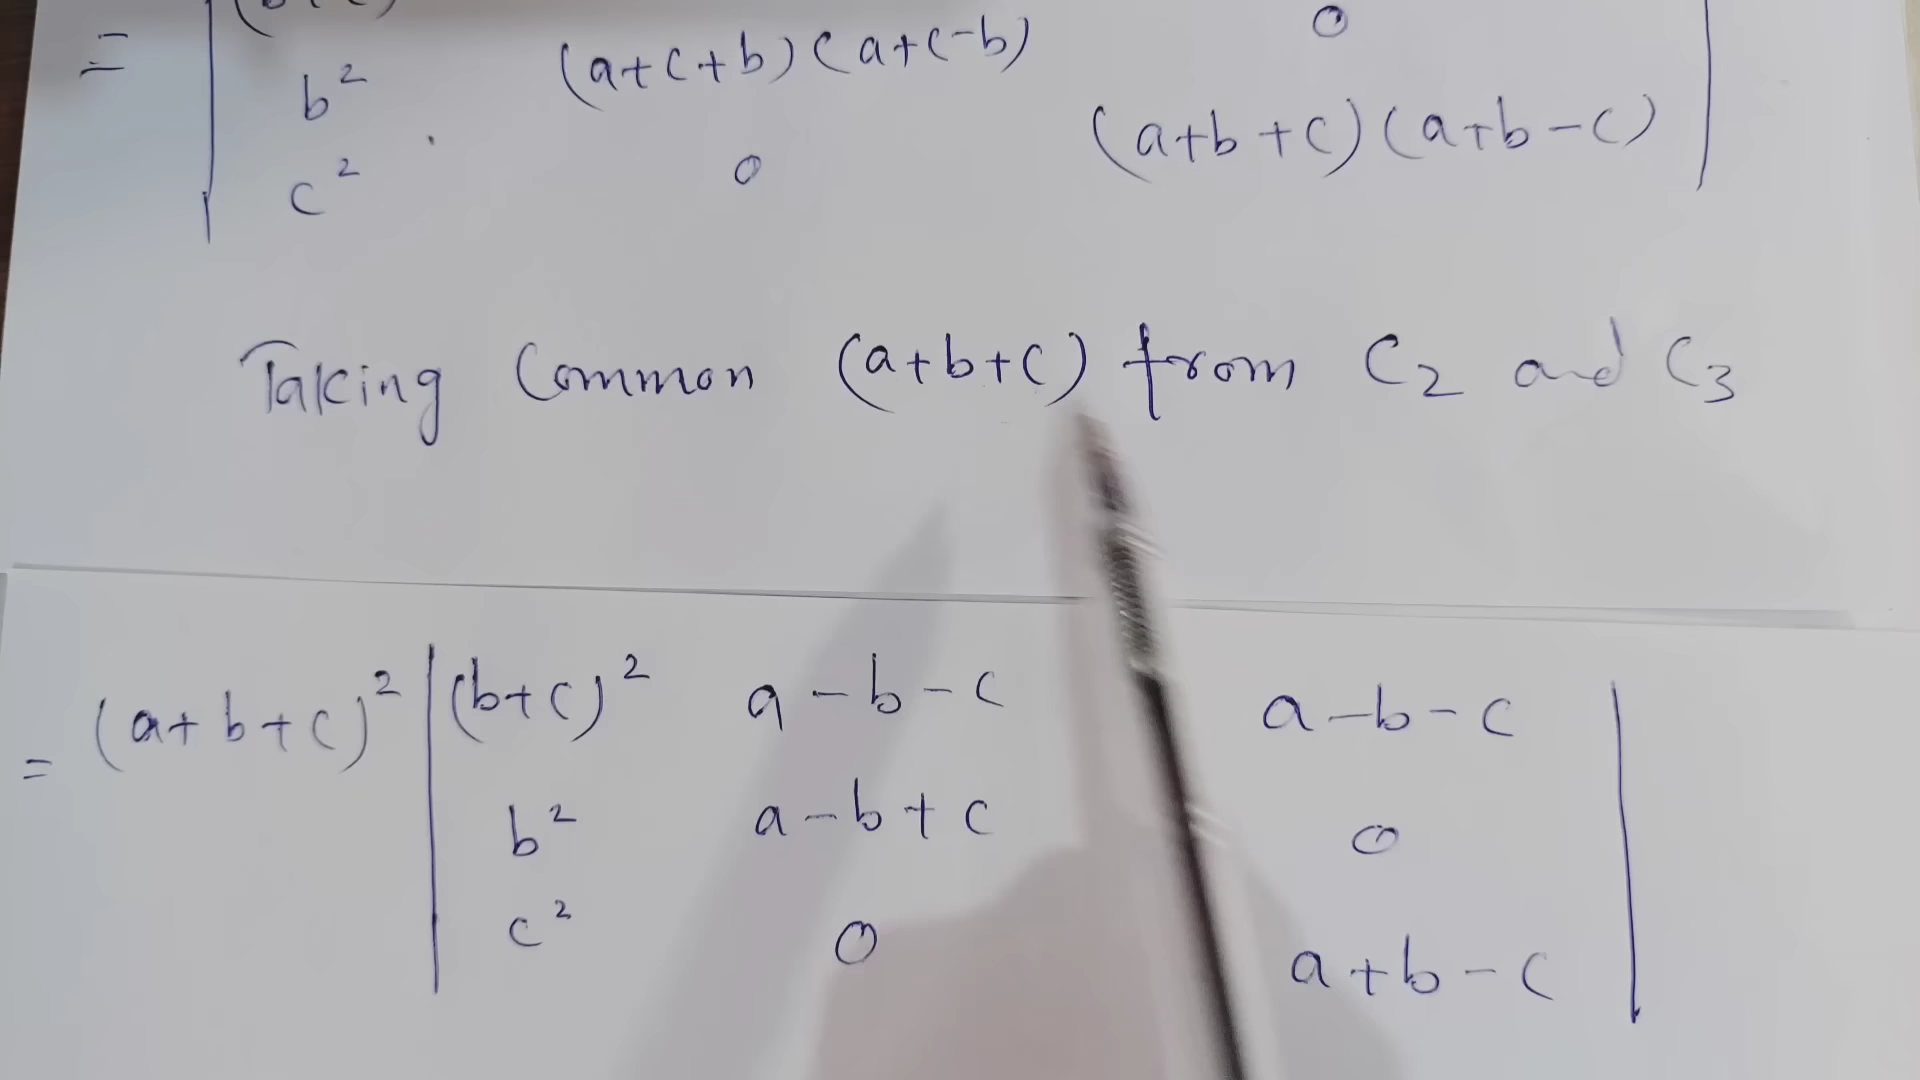 =
b² (a+c+b)(a+c-b) 0
c² 0 (a+b+c)(a+b-c)
Taking Common (a+b+c) from C₂ and C₃
= (a+b+c)² | (b+c)² a-b-c a-b-c |
b² a-b+c 0
c² 0 a+b-c